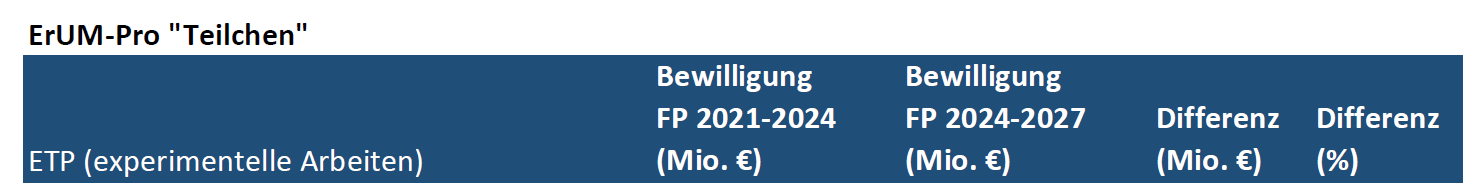 ErUM-Pro "Teilchen"
Bewilligung Bewilligung
FP 2021-2024 FP 2024-2027 Differenz Differenz
ETP (experimentelle Arbeiten) (Mio. €) (Mio. €) (Mio. €) (%)